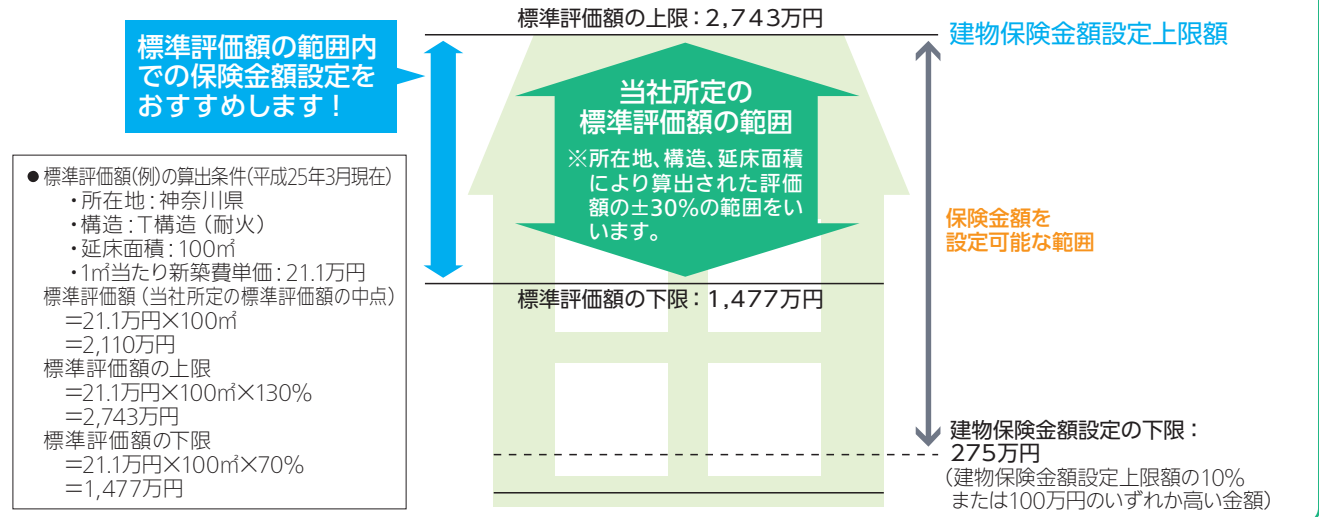 標準評価額の上限：2,743万円
標準評価額の範囲内
での保険金額設定を
おすすめします！
建物保険金額設定上限額
当社所定の
標準評価額の範囲
※所在地、構造、延床面積
により算出された評価
額の±30%の範囲をい
います。
●標準評価額(例)の算出条件(平成25年3月現在)
・所在地：神奈川県
・構造：T構造（耐火）
・延床面積：100㎡
・1㎡当たり新築費単価：21.1万円
標準評価額（当社所定の標準評価額の中点）
＝21.1万円×100㎡
＝2,110万円
標準評価額の上限
＝21.1万円×100㎡×130%
＝2,743万円
標準評価額の下限
＝21.1万円×100㎡×70%
＝1,477万円
保険金額を
設定可能な範囲
標準評価額の下限：1,477万円
建物保険金額設定の下限：
275万円
（建物保険金額設定上限額の10%
または100万円のいずれか高い金額）